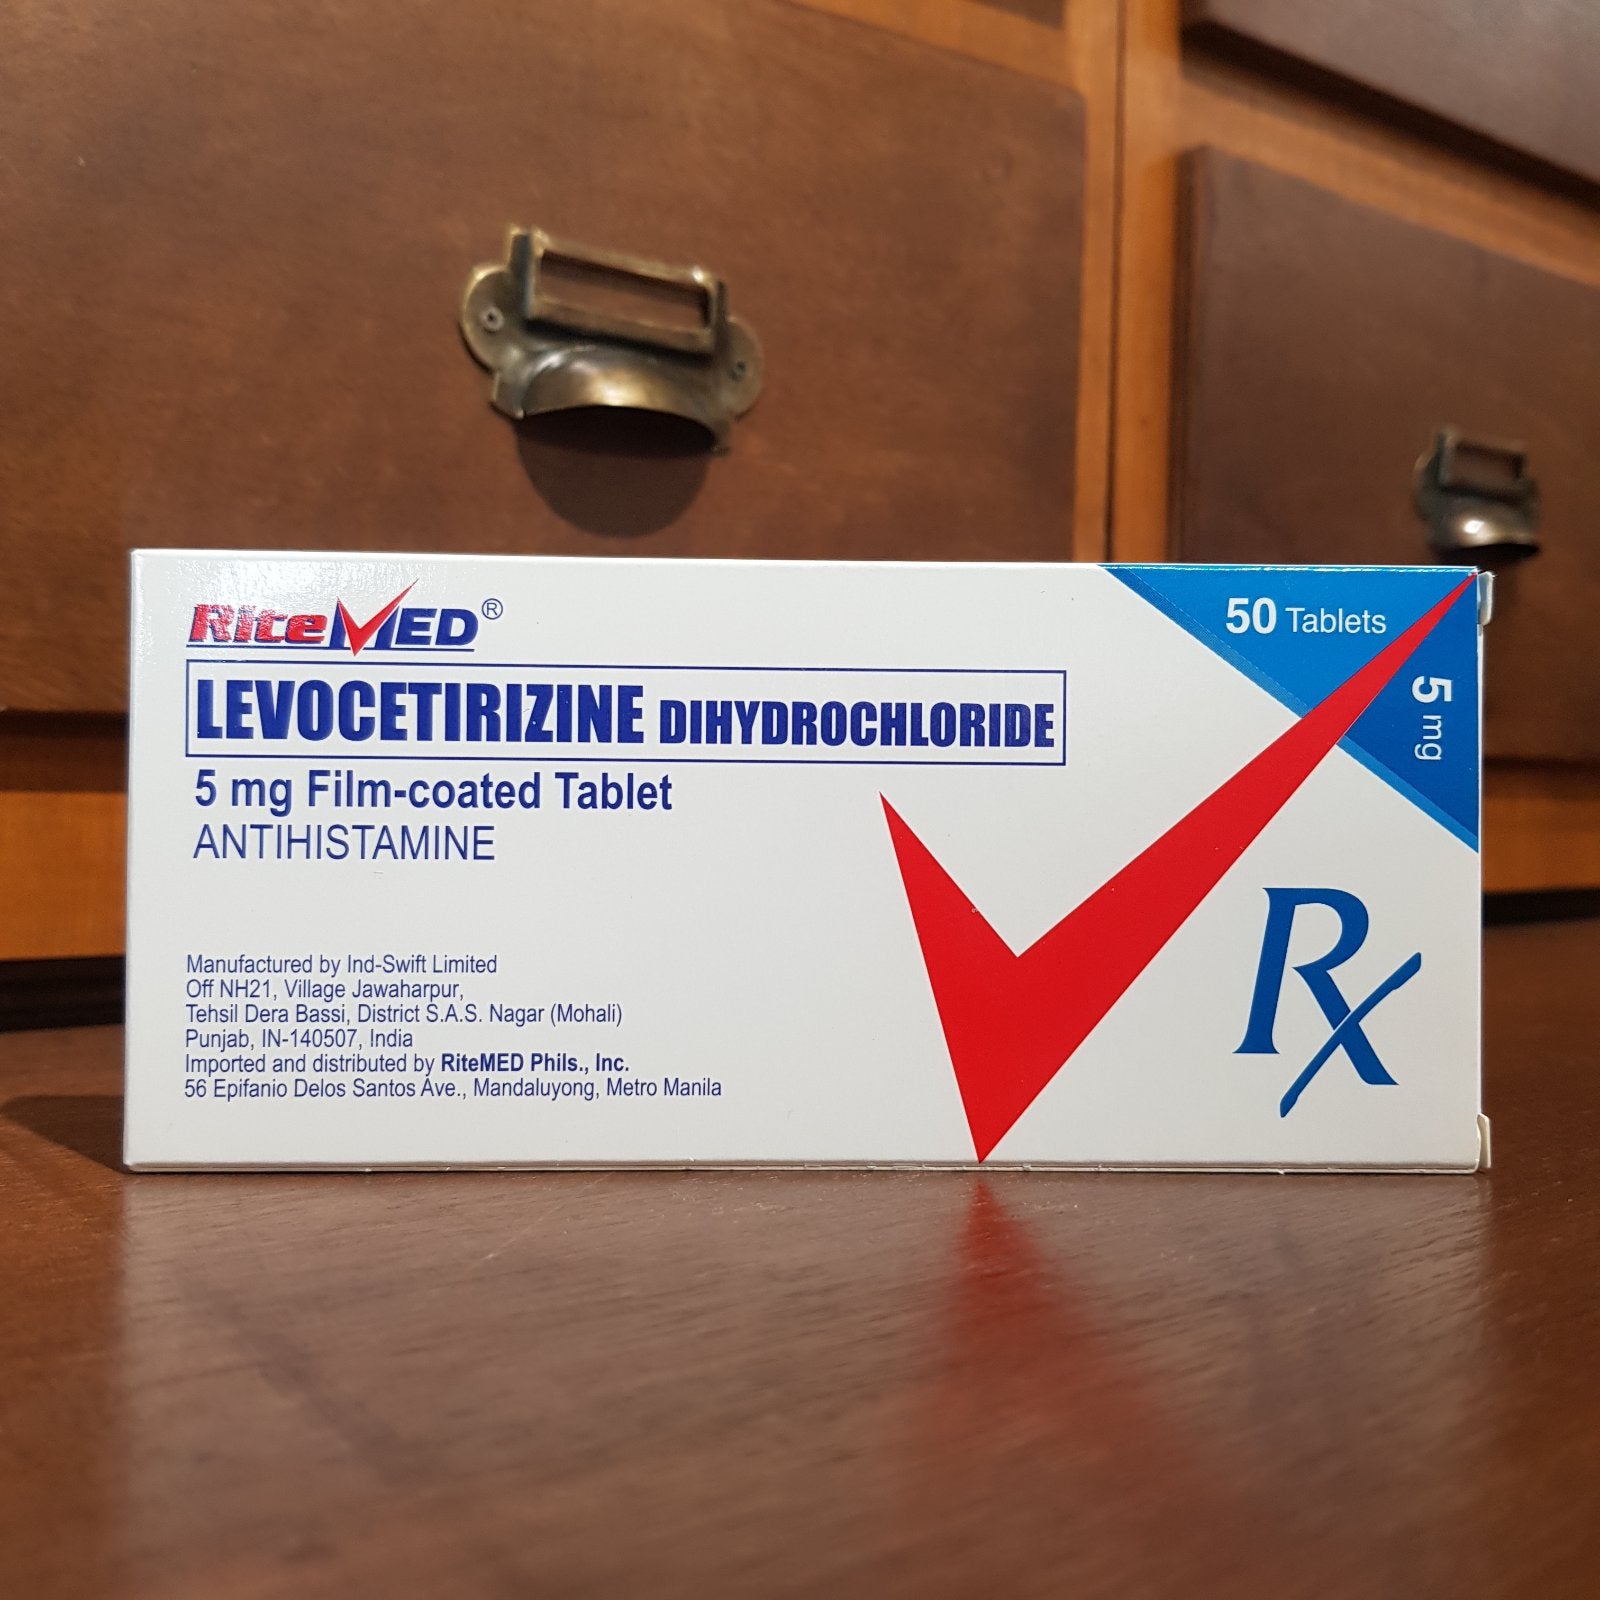 RiteMED®
50 Tablets
5 mg
LEVOCETIRIZINE DIHYDROCHLORIDE
5 mg Film-coated Tablet
ANTIHISTAMINE
Rx
Manufactured by Ind-Swift Limited
Off NH21, Village Jawaharpur,
Tehsil Dera Bassi, District S.A.S. Nagar (Mohali)
Punjab, IN-140507, India
Imported and distributed by RiteMED Phils., Inc.
56 Epifanio Delos Santos Ave., Mandaluyong, Metro Manila